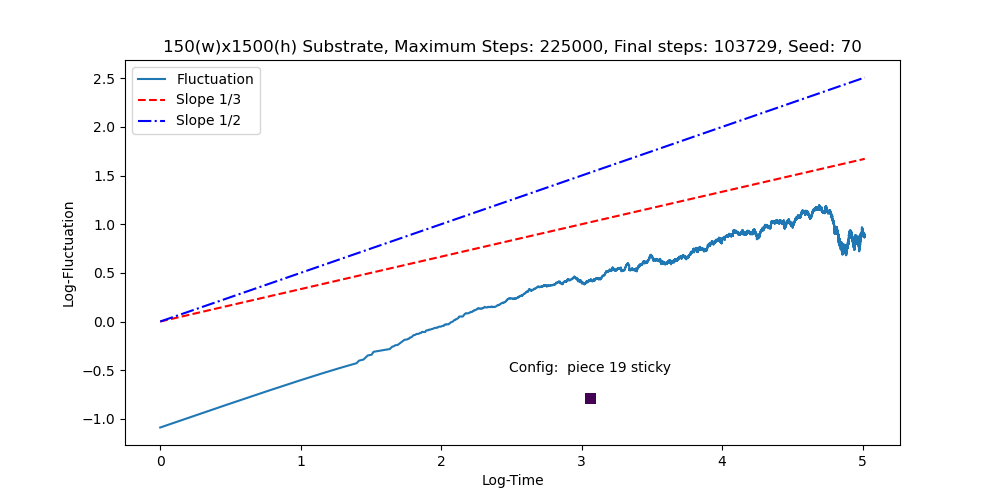 150(w)x1500(h) Substrate, Maximum Steps: 225000, Final steps: 103729, Seed: 70
Fluctuation
Slope 1/3
Slope 1/2
2.5
2.0
1.5
1.0
0.5
0.0
−0.5
−1.0
Log-Fluctuation
Config:  piece 19 sticky
0 1 2 3 4 5
Log-Time